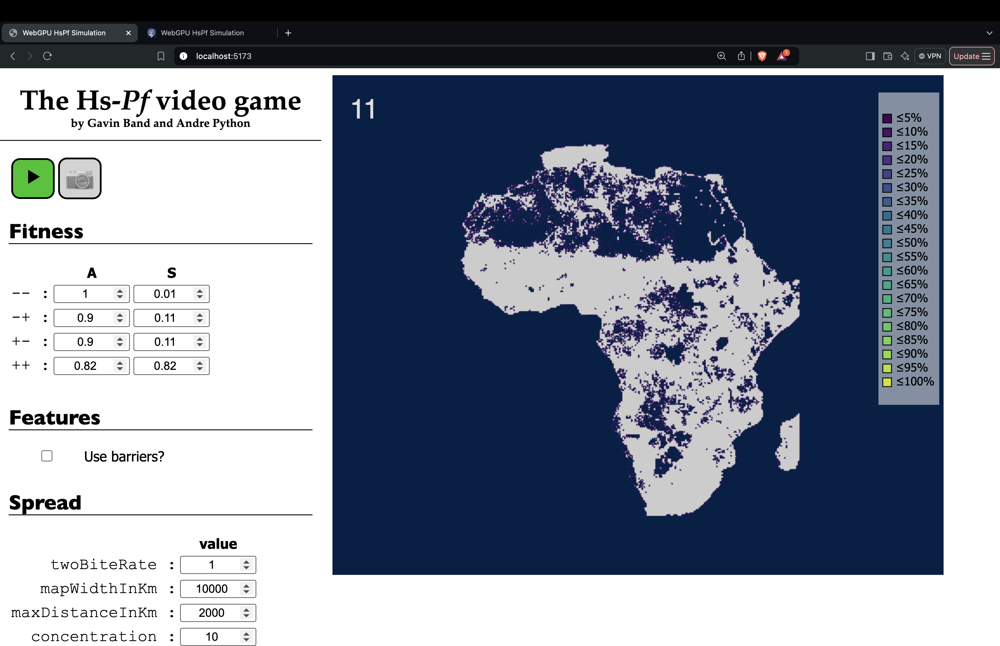 WebGPU HsPf Simulation
WebGPU HsPf Simulation
localhost:5173
1
VPN
Update
The Hs-Pf video game
by Gavin Band and Andre Python
Fitness
A S
-- : 1 0.01
-+ : 0.9 0.11
+- : 0.9 0.11
++ : 0.82 0.82
Features
Use barriers?
Spread
value
twoBiteRate : 1
mapWidthInKm : 10000
maxDistanceInKm : 2000
concentration : 10
11
≤5%
≤10%
≤15%
≤20%
≤25%
≤30%
≤35%
≤40%
≤45%
≤50%
≤55%
≤60%
≤65%
≤70%
≤75%
≤80%
≤85%
≤90%
≤95%
≤100%